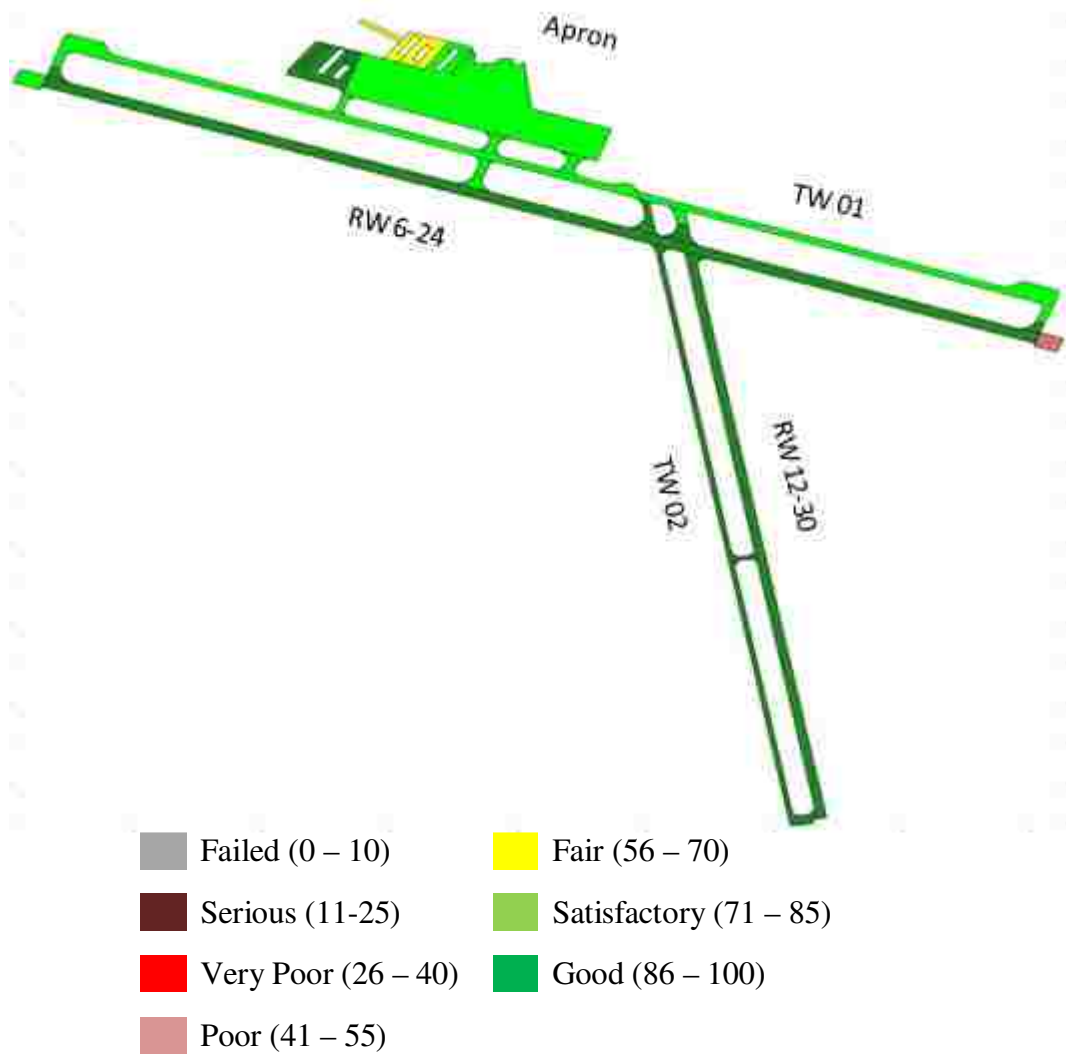 Apron
TW 01
RW 6-24
TW 02
RW 12-30
Failed (0 – 10)
Fair (56 – 70)
Serious (11-25)
Satisfactory (71 – 85)
Very Poor (26 – 40)
Good (86 – 100)
Poor (41 – 55)